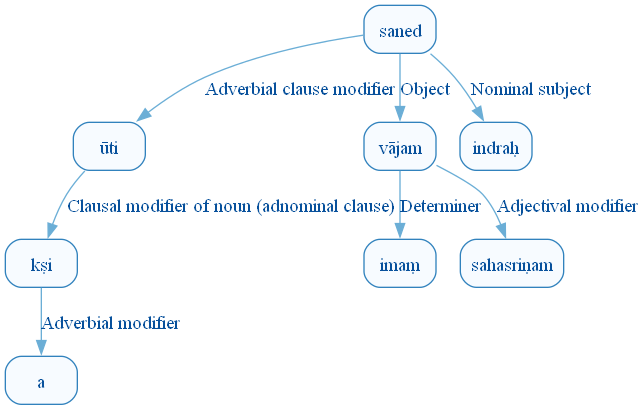 saned
Adverbial clause modifier Object Nominal subject
ūti vājam indraḥ
Clausal modifier of noun (adnominal clause) Determiner Adjectival modifier
kṣi imaṃ sahasriṇam
Adverbial modifier
a